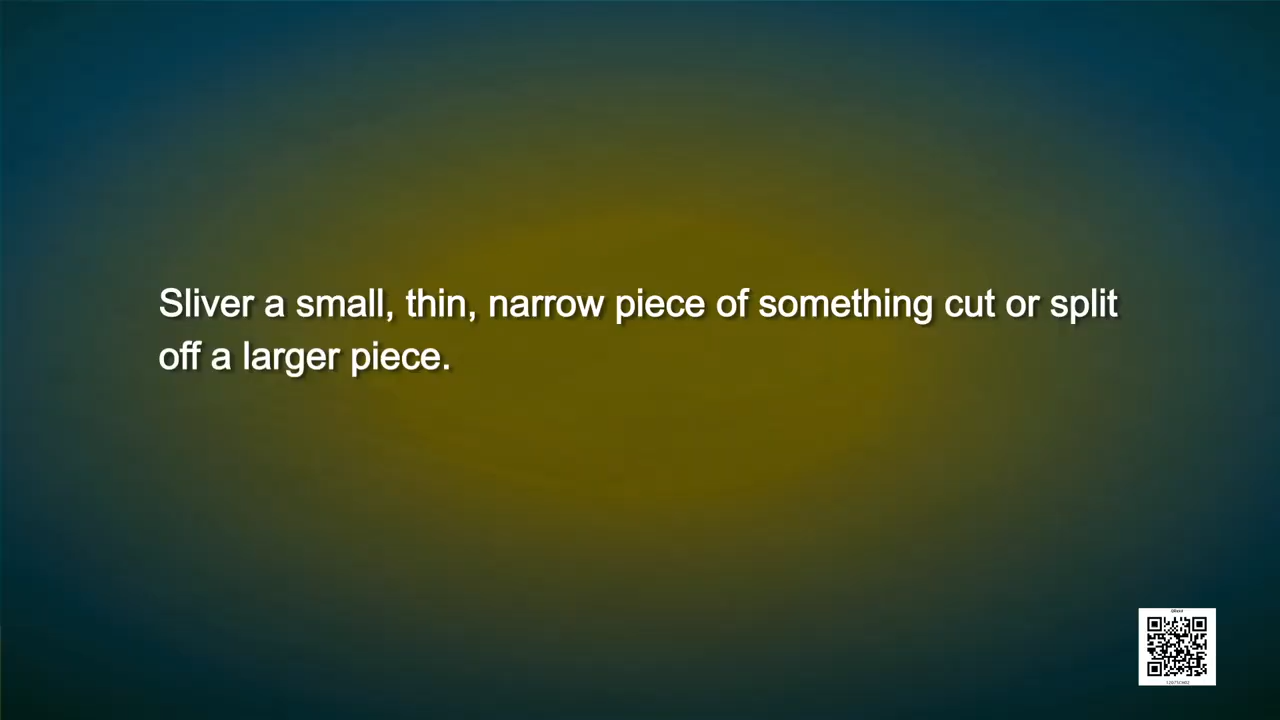 Sliver a small, thin, narrow piece of something cut or split
off a larger piece.